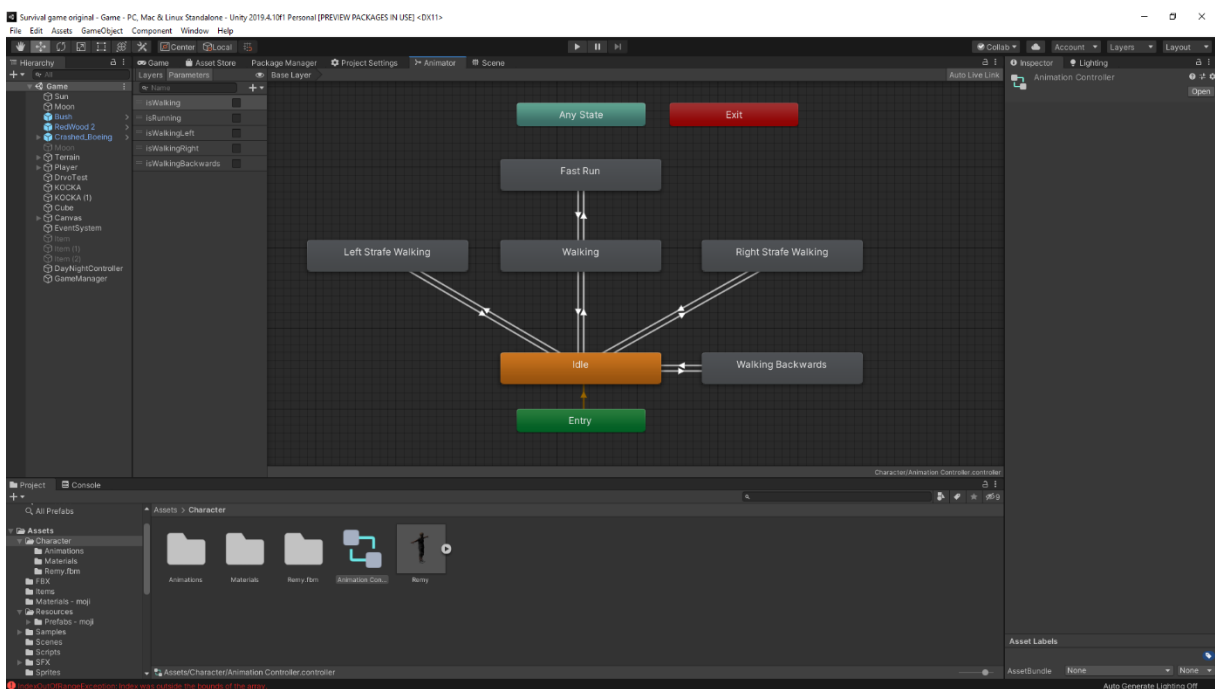 Survival game original - Game - PC, Mac & Linux Standalone - Unity 2019.4.10f1 Personal [PREVIEW PACKAGES IN USE] <DX11>
File Edit Assets GameObject Component Window Help
Center Local
Collab Account Layers Layout
Hierarchy
All
Game
Sun
Moon
Bush
RedWood 2
Crashed_Boeing
Moon
Terrain
Player
DrvoTest
KOCKA
KOCKA (1)
Cube
Canvas
EventSystem
Item
Item (1)
Item (2)
DayNightController
GameManager
Game Asset Store Package Manager Project Settings Animator Scene
Layers Parameters Base Layer Auto Live Link
Name
isWalking
isRunning
isWalkingLeft
isWalkingRight
isWalkingBackwards
Any State Exit
Fast Run
Left Strafe Walking Walking Right Strafe Walking
Idle Walking Backwards
Entry
Character/Animation Controller.controller
Inspector Lighting
Animation Controller
Open
Project Console
9
All Prefabs
Assets
Character
Animations
Materials
Remy.fbm
FBX
Items
Materials - moji
Resources
Prefabs - moji
Samples
Scenes
Scripts
SFX
Sprites
Assets > Character
Animations Materials Remy.fbm Animation Con... Remy
Assets/Character/Animation Controller.controller
Asset Labels
AssetBundle None None
IndexOutOfRangeException: Index was outside the bounds of the array.
Auto Generate Lighting Off